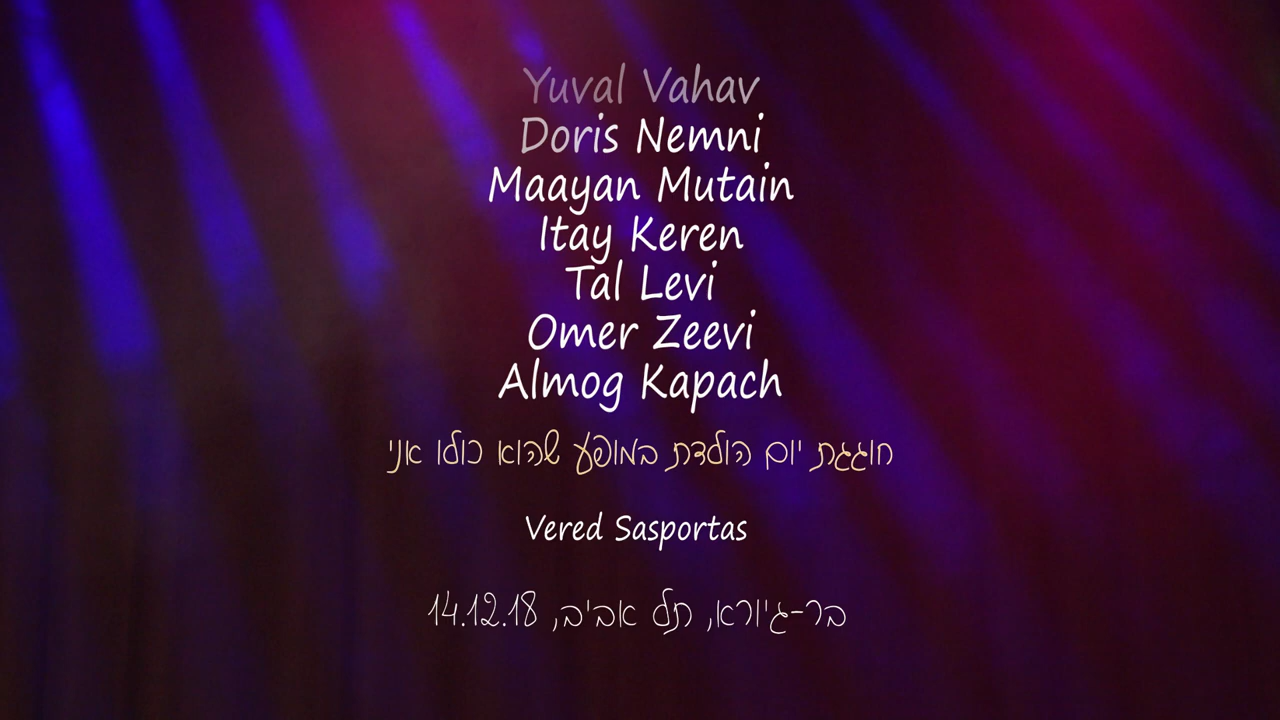 Yuval Vahav
Doris Nemni
Maayan Mutain
Itay Keren
Tal Levi
Omer Zeevi
Almog Kapach
חוגגת יום הולדת במופע שהוא כולו אני
Vered Sasportas
בר-גיורא, תל אביב, 14.12.18